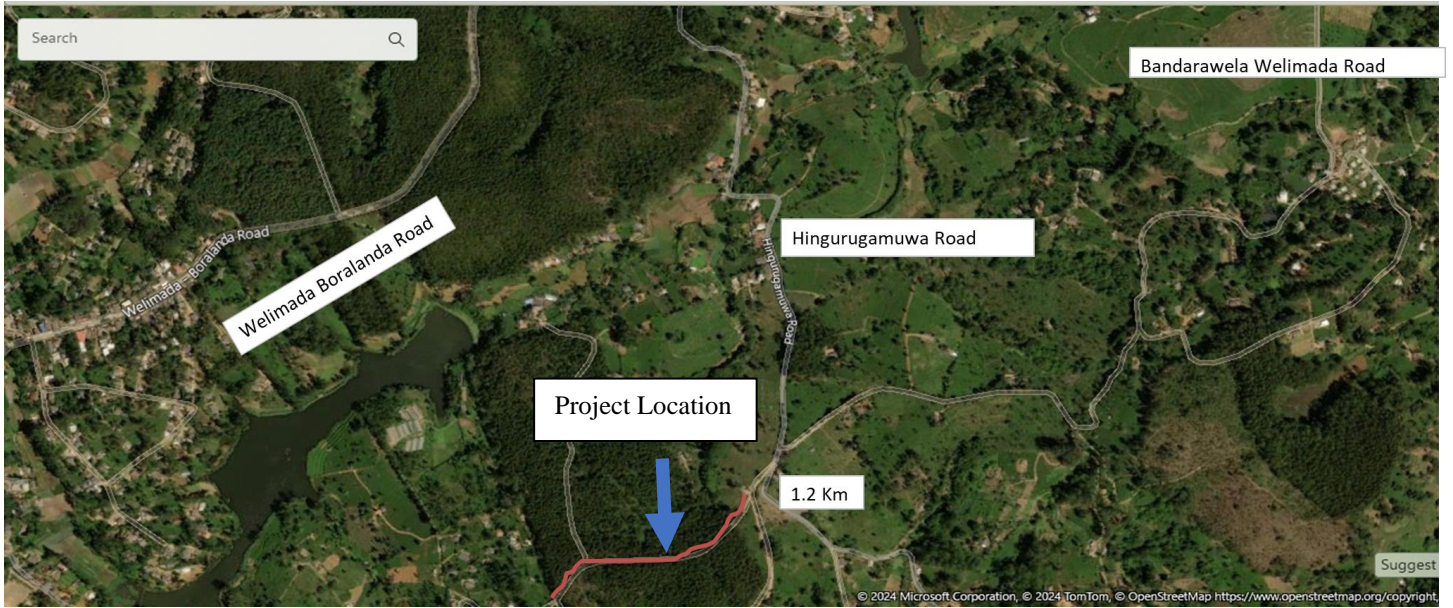 Search
Bandarawela Welimada Road
Welimada - Boralanda Road
Welimada Boralanda Road
Hingurugamuwa Road
Hingurugamuwa Road
Project Location
1.2 Km
Suggest
© 2024 Microsoft Corporation, © 2024 TomTom, © OpenStreetMap https://www.openstreetmap.org/copyright,